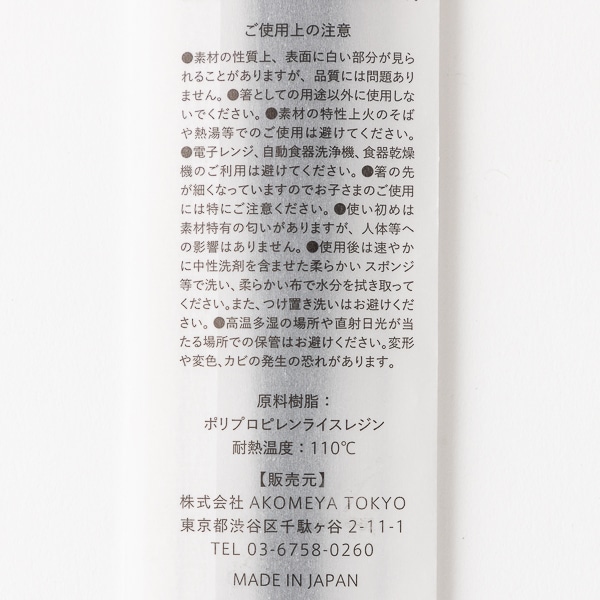 ご使用上の注意
●素材の性質上、表面に白い部分が見ら
れることがありますが、品質には問題あり
ません。●箸としての用途以外に使用しな
いでください。●素材の特性上火のそば
や熱湯等でのご使用は避けてください。
●電子レンジ、自動食器洗浄機、食器乾燥
機のご利用は避けてください。●箸の先
が細くなっていますのでお子さまのご使用
には特にご注意ください。●使い初めは
素材特有の匂いがありますが、人体等へ
の影響はありません。●使用後は速やか
に中性洗剤を含ませた柔らかい スポンジ
等で洗い、柔らかい布で水分を拭き取って
ください。また、つけ置き洗いはお避けくだ
さい。●高温多湿の場所や直射日光が当
たる場所での保管はお避けください。変形
や変色、カビの発生の恐れがあります。
原料樹脂：
ポリプロピレンライスレジン
耐熱温度：110℃
【販売元】
株式会社 AKOMEYA TOKYO
東京都渋谷区千駄ヶ谷 2-11-1
TEL 03-6758-0260
MADE IN JAPAN